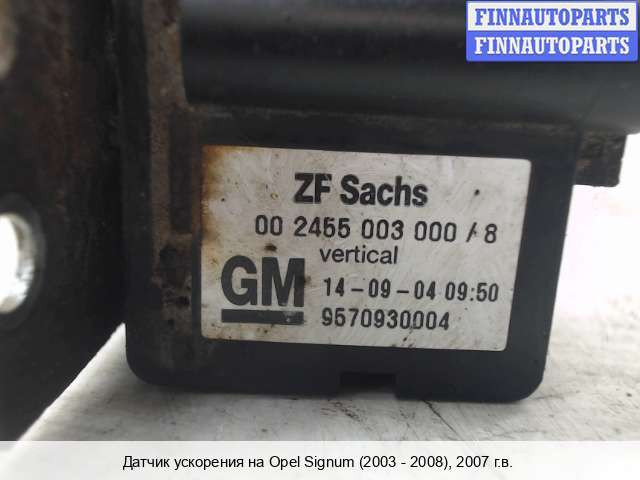 FINNAUTOPARTS
FINNAUTOPARTS
ZF Sachs
00 2455 003 000 / 8
vertical
GM
14-09-04 09:50
9570930004
Датчик ускорения на Opel Signum (2003 - 2008), 2007 г.в.